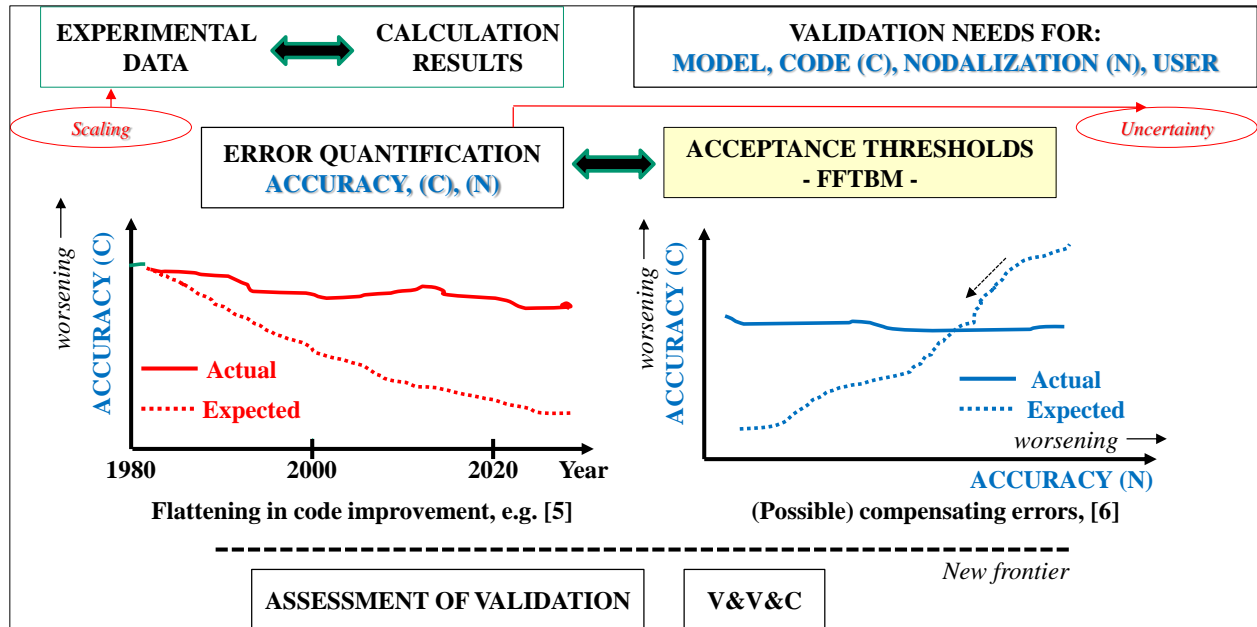 EXPERIMENTAL
DATA
CALCULATION
RESULTS
VALIDATION NEEDS FOR:
MODEL, CODE (C), NODALIZATION (N), USER
Scaling
Uncertainty
ERROR QUANTIFICATION
ACCURACY, (C), (N)
ACCEPTANCE THRESHOLDS
- FFTBM -
worsening
ACCURACY (C)
Actual
Expected
1980
2000
2020
Year
Flattening in code improvement, e.g. [5]
worsening
ACCURACY (C)
Actual
Expected
worsening
ACCURACY (N)
(Possible) compensating errors, [6]
New frontier
ASSESSMENT OF VALIDATION
V&V&C